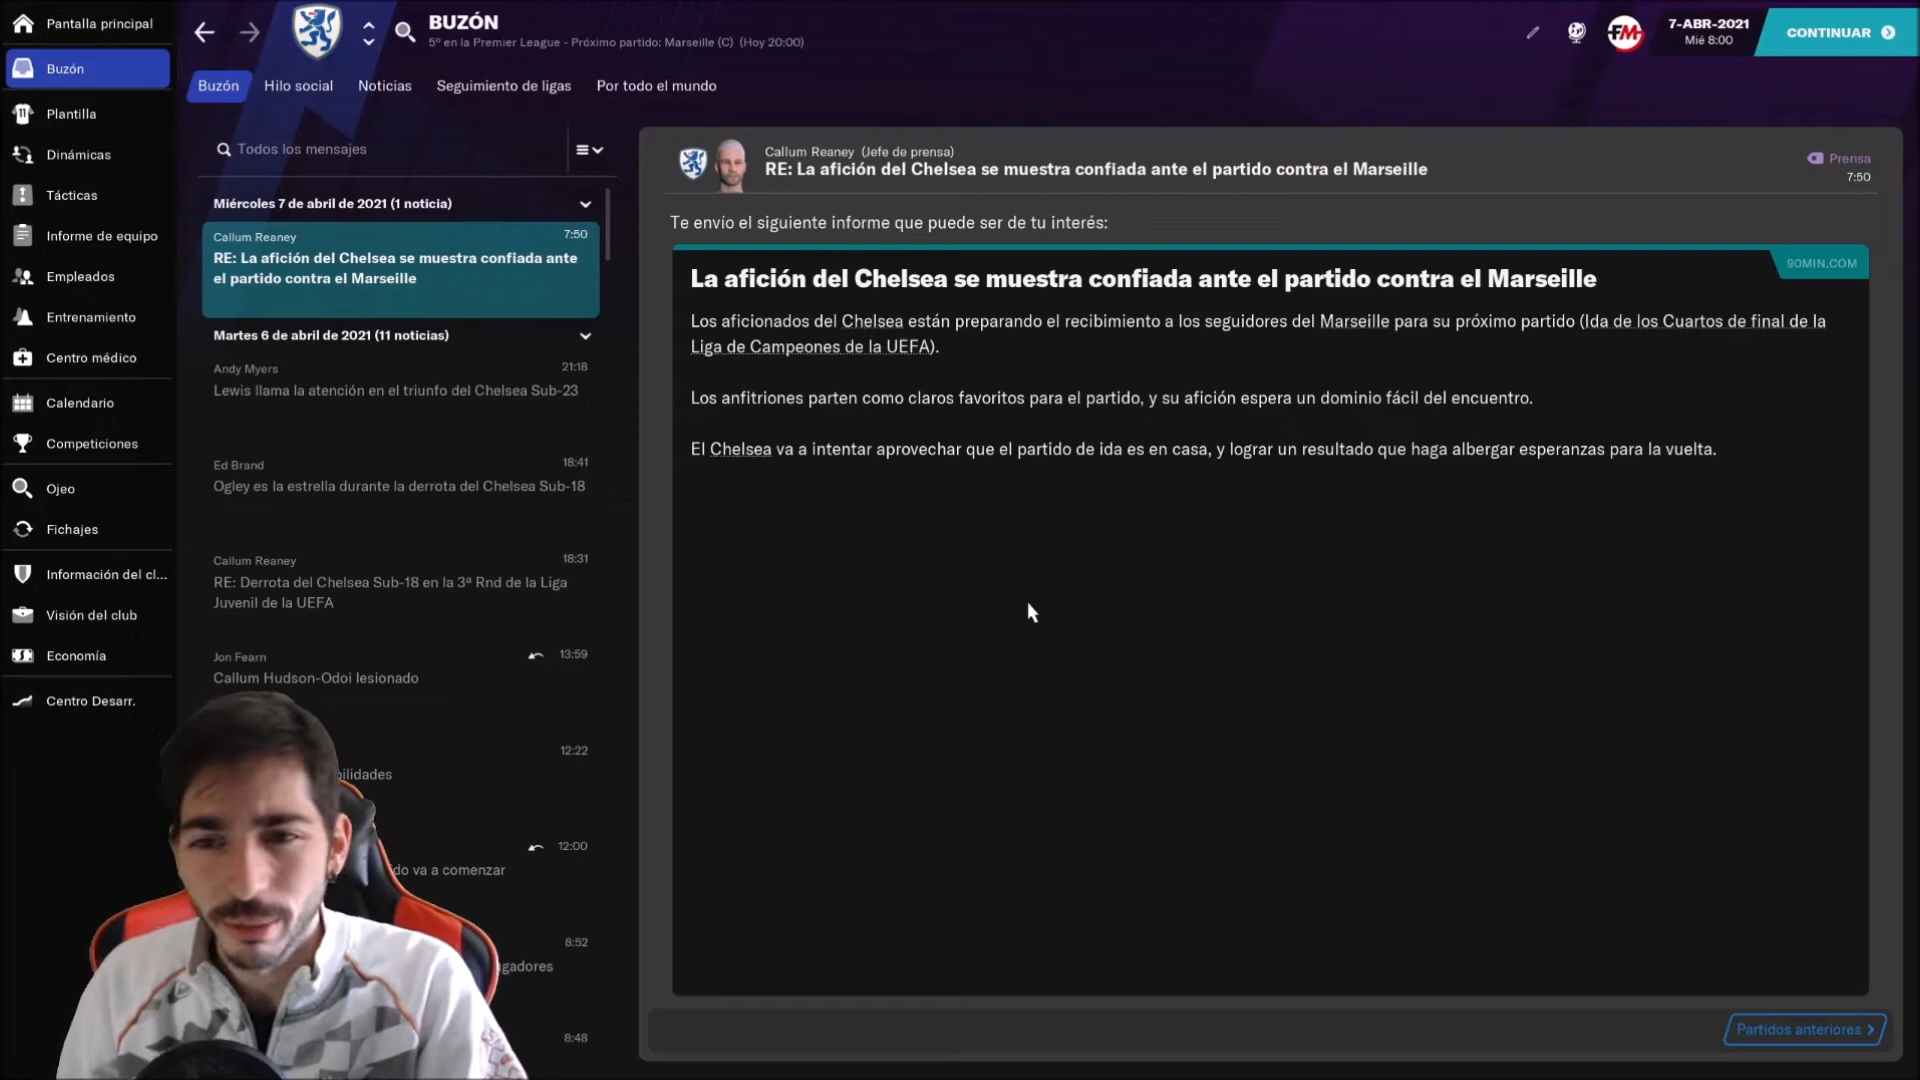 Pantalla principal
Buzón
Plantilla
Dinámicas
Tácticas
Informe de equipo
Empleados
Entrenamiento
Centro médico
Calendario
Competiciones
Ojeo
Fichajes
Información del cl...
Visión del club
Economía
Centro Desarr.
BUZÓN
5º en la Premier League - Próximo partido: Marseille (C) (Hoy 20:00)
FM
7-ABR-2021
Mié 8:00
CONTINUAR
Buzón
Hilo social
Noticias
Seguimiento de ligas
Por todo el mundo
Todos los mensajes
Miércoles 7 de abril de 2021 (1 noticia)
Callum Reaney 7:50
RE: La afición del Chelsea se muestra confiada ante
el partido contra el Marseille
Martes 6 de abril de 2021 (11 noticias)
Andy Myers 21:18
Lewis llama la atención en el triunfo del Chelsea Sub-23
Ed Brand 18:41
Ogley es la estrella durante la derrota del Chelsea Sub-18
Callum Reaney 18:31
RE: Derrota del Chelsea Sub-18 en la 3ª Rnd de la Liga
Juvenil de la UEFA
Jon Fearn 13:59
Callum Hudson-Odoi lesionado
12:22
bilidades
12:00
do va a comenzar
8:52
gadores
8:48
Callum Reaney (Jefe de prensa)
RE: La afición del Chelsea se muestra confiada ante el partido contra el Marseille
Prensa
7:50
Te envío el siguiente informe que puede ser de tu interés:
90MIN.COM
La afición del Chelsea se muestra confiada ante el partido contra el Marseille
Los aficionados del Chelsea están preparando el recibimiento a los seguidores del Marseille para su próximo partido (Ida de los Cuartos de final de la
Liga de Campeones de la UEFA).
Los anfitriones parten como claros favoritos para el partido, y su afición espera un dominio fácil del encuentro.
El Chelsea va a intentar aprovechar que el partido de ida es en casa, y lograr un resultado que haga albergar esperanzas para la vuelta.
Partidos anteriores